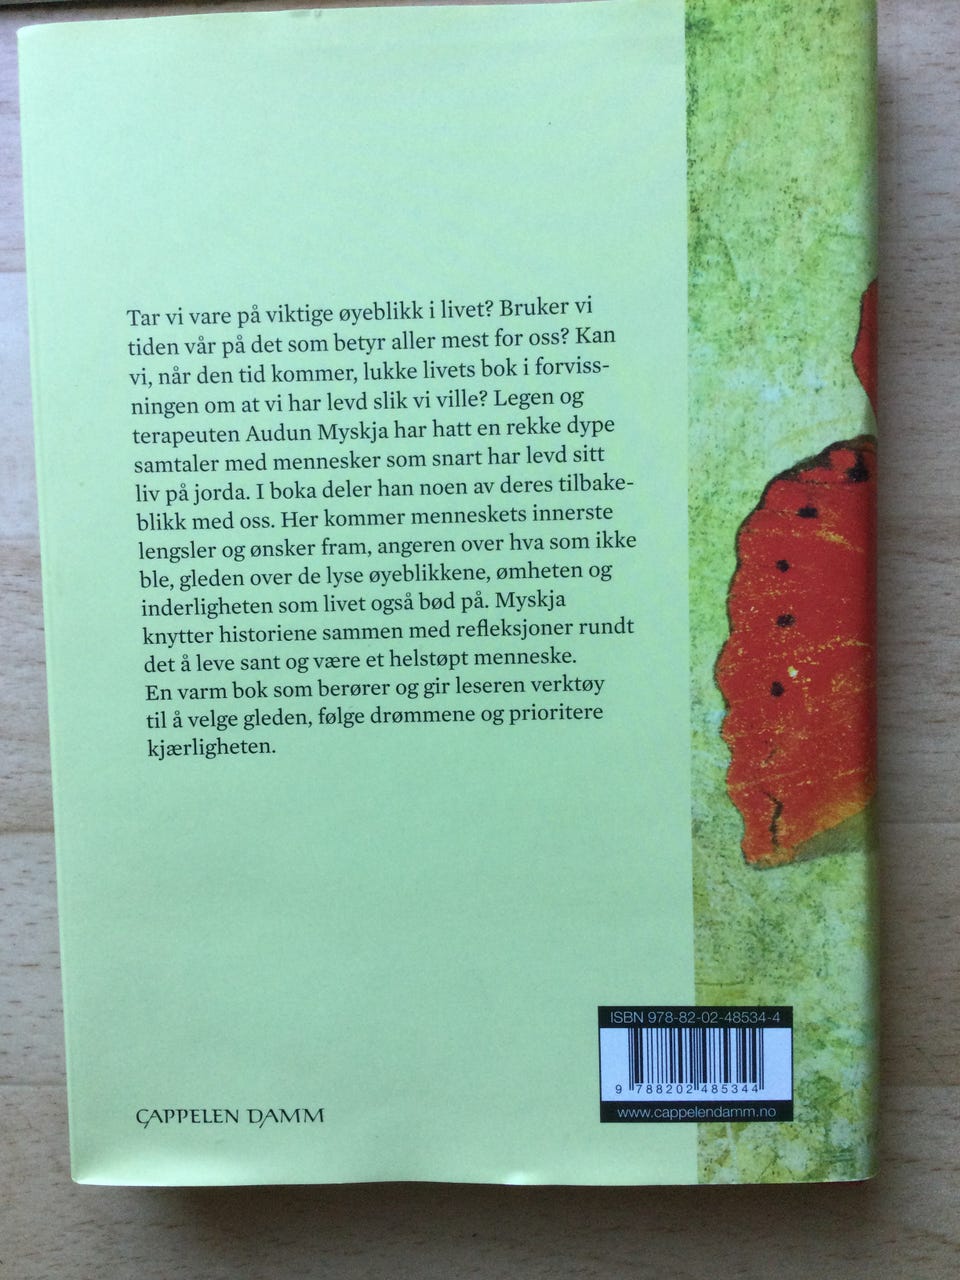 Tar vi vare på viktige øyeblikk i livet? Bruker vi
tiden vår på det som betyr aller mest for oss? Kan
vi, når den tid kommer, lukke livets bok i forviss-
ningen om at vi har levd slik vi ville? Legen og
terapeuten Audun Myskja har hatt en rekke dype
samtaler med mennesker som snart har levd sitt
liv på jorda. I boka deler han noen av deres tilbake-
blikk med oss. Her kommer menneskets innerste
lengsler og ønsker fram, angeren over hva som ikke
ble, gleden over de lyse øyeblikkene, ømheten og
inderligheten som livet også bød på. Myskja
knytter historiene sammen med refleksjoner rundt
det å leve sant og være et helstøpt menneske.
En varm bok som berører og gir leseren verktøy
til å velge gleden, følge drømmene og prioritere
kjærligheten.
CAPPELEN DAMM
ISBN 978-82-02-48534-4
9 788202 485344
www.cappelendamm.no